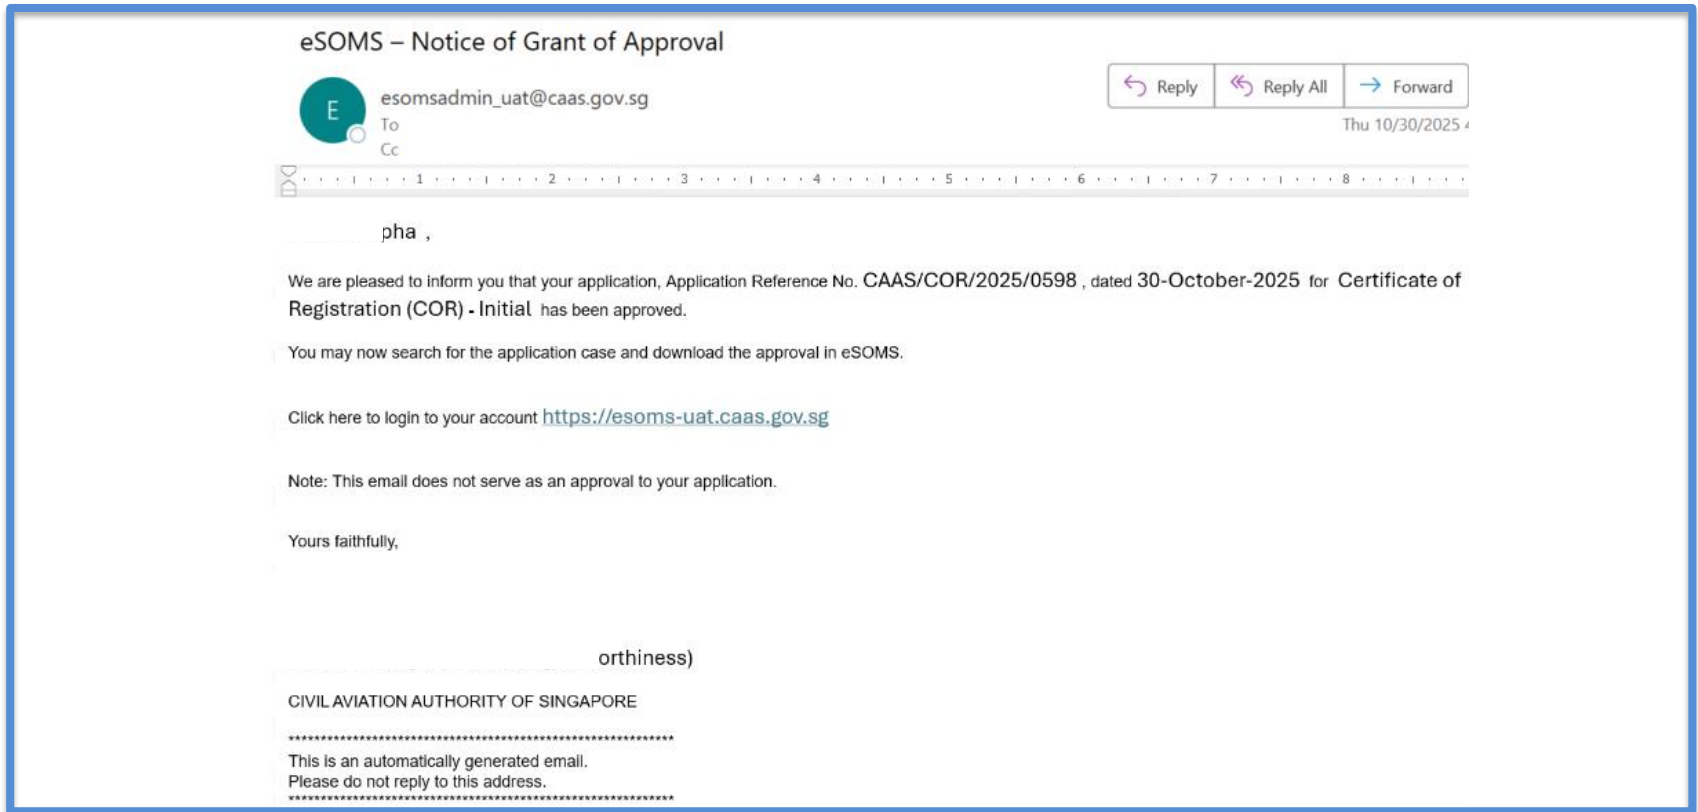 eSOMS – Notice of Grant of Approval
E
esomsadmin_uat@caas.gov.sg
To
Cc
Reply
Reply All
Forward
Thu 10/30/2025
1 2 3 4 5 6 7 8
pha ,
We are pleased to inform you that your application, Application Reference No. CAAS/COR/2025/0598 , dated 30-October-2025 for Certificate of
Registration (COR) - Initial has been approved.
You may now search for the application case and download the approval in eSOMS.
Click here to login to your account https://esoms-uat.caas.gov.sg
Note: This email does not serve as an approval to your application.
Yours faithfully,
orthiness)
CIVIL AVIATION AUTHORITY OF SINGAPORE
************************************************************
This is an automatically generated email.
Please do not reply to this address.
************************************************************